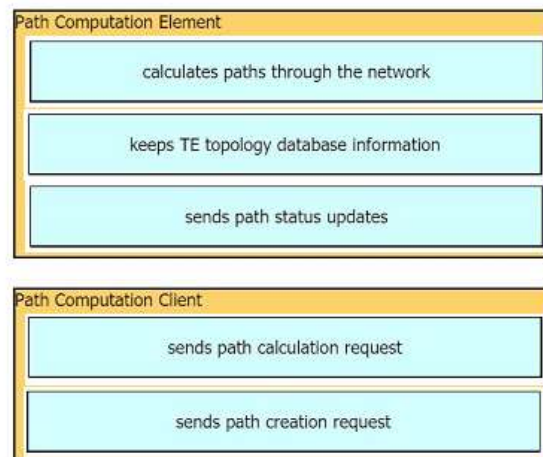 Path Computation Element
calculates paths through the network
keeps TE topology database information
sends path status updates
Path Computation Client
sends path calculation request
sends path creation request